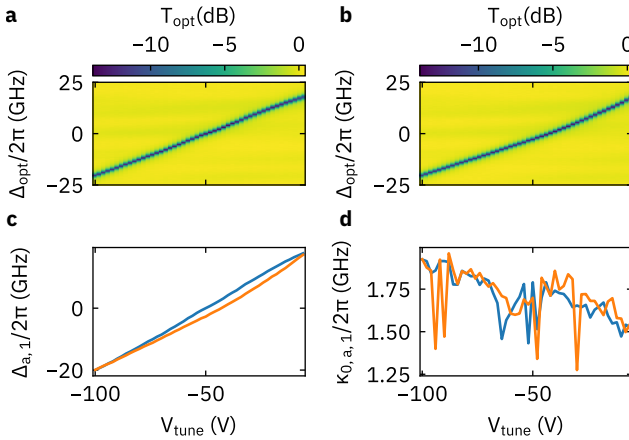 a
T_opt(dB)
−10 −5 0
Δ_opt/2π (GHz)
25
0
−25
b
T_opt(dB)
−10 −5 0
Δ_opt/2π (GHz)
25
0
−25
c
Δ_a,1/2π (GHz)
0
−20
−100 −50
V_tune (V)
d
κ_0,a,1/2π (GHz)
1.75
1.50
1.25
−100 −50
V_tune (V)